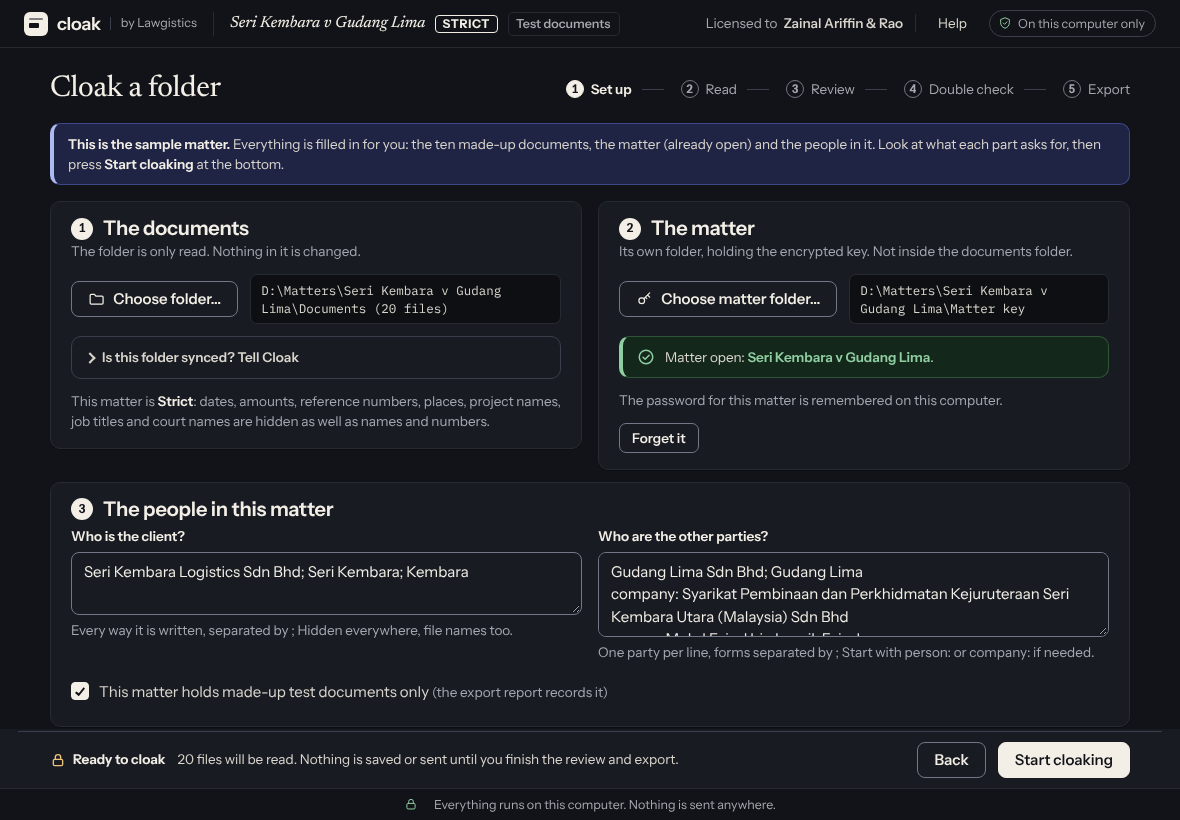 cloak by Lawgistics Seri Kembara v Gudang Lima STRICT Test documents Licensed to Zainal Ariffin & Rao Help On this computer only
Cloak a folder
1 Set up 2 Read 3 Review 4 Double check 5 Export
This is the sample matter. Everything is filled in for you: the ten made-up documents, the matter (already open) and the people in it. Look at what each part asks for, then
press Start cloaking at the bottom.
1 The documents
The folder is only read. Nothing in it is changed.
Choose folder...
D:\Matters\Seri Kembara v Gudang
Lima\Documents (20 files)
Is this folder synced? Tell Cloak
This matter is Strict: dates, amounts, reference numbers, places, project names,
job titles and court names are hidden as well as names and numbers.
2 The matter
Its own folder, holding the encrypted key. Not inside the documents folder.
Choose matter folder...
D:\Matters\Seri Kembara v
Gudang Lima\Matter key
Matter open: Seri Kembara v Gudang Lima.
The password for this matter is remembered on this computer.
Forget it
3 The people in this matter
Who is the client?
Seri Kembara Logistics Sdn Bhd; Seri Kembara; Kembara
Every way it is written, separated by ; Hidden everywhere, file names too.
Who are the other parties?
Gudang Lima Sdn Bhd; Gudang Lima
company: Syarikat Pembinaan dan Perkhidmatan Kejuruteraan Seri
Kembara Utara (Malaysia) Sdn Bhd
One party per line, forms separated by ; Start with person: or company: if needed.
This matter holds made-up test documents only (the export report records it)
Ready to cloak 20 files will be read. Nothing is saved or sent until you finish the review and export.
Back
Start cloaking
Everything runs on this computer. Nothing is sent anywhere.